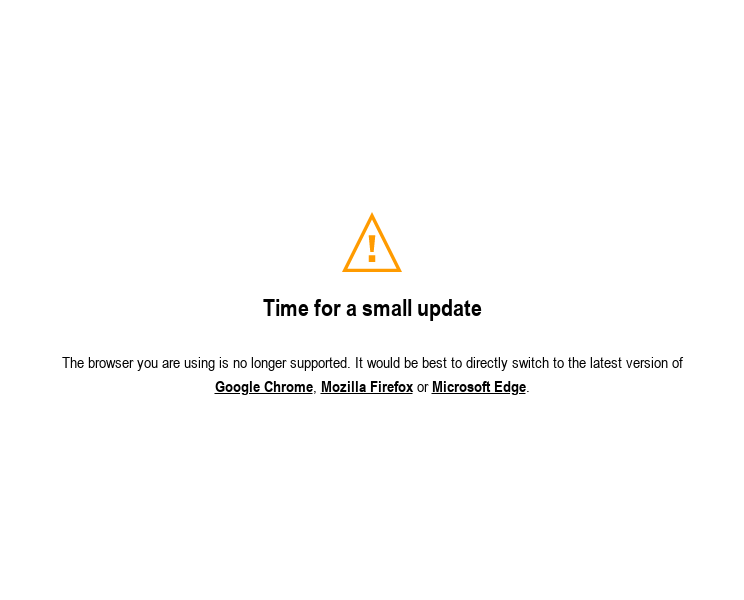 !
Time for a small update
The browser you are using is no longer supported. It would be best to directly switch to the latest version of
Google Chrome, Mozilla Firefox or Microsoft Edge.